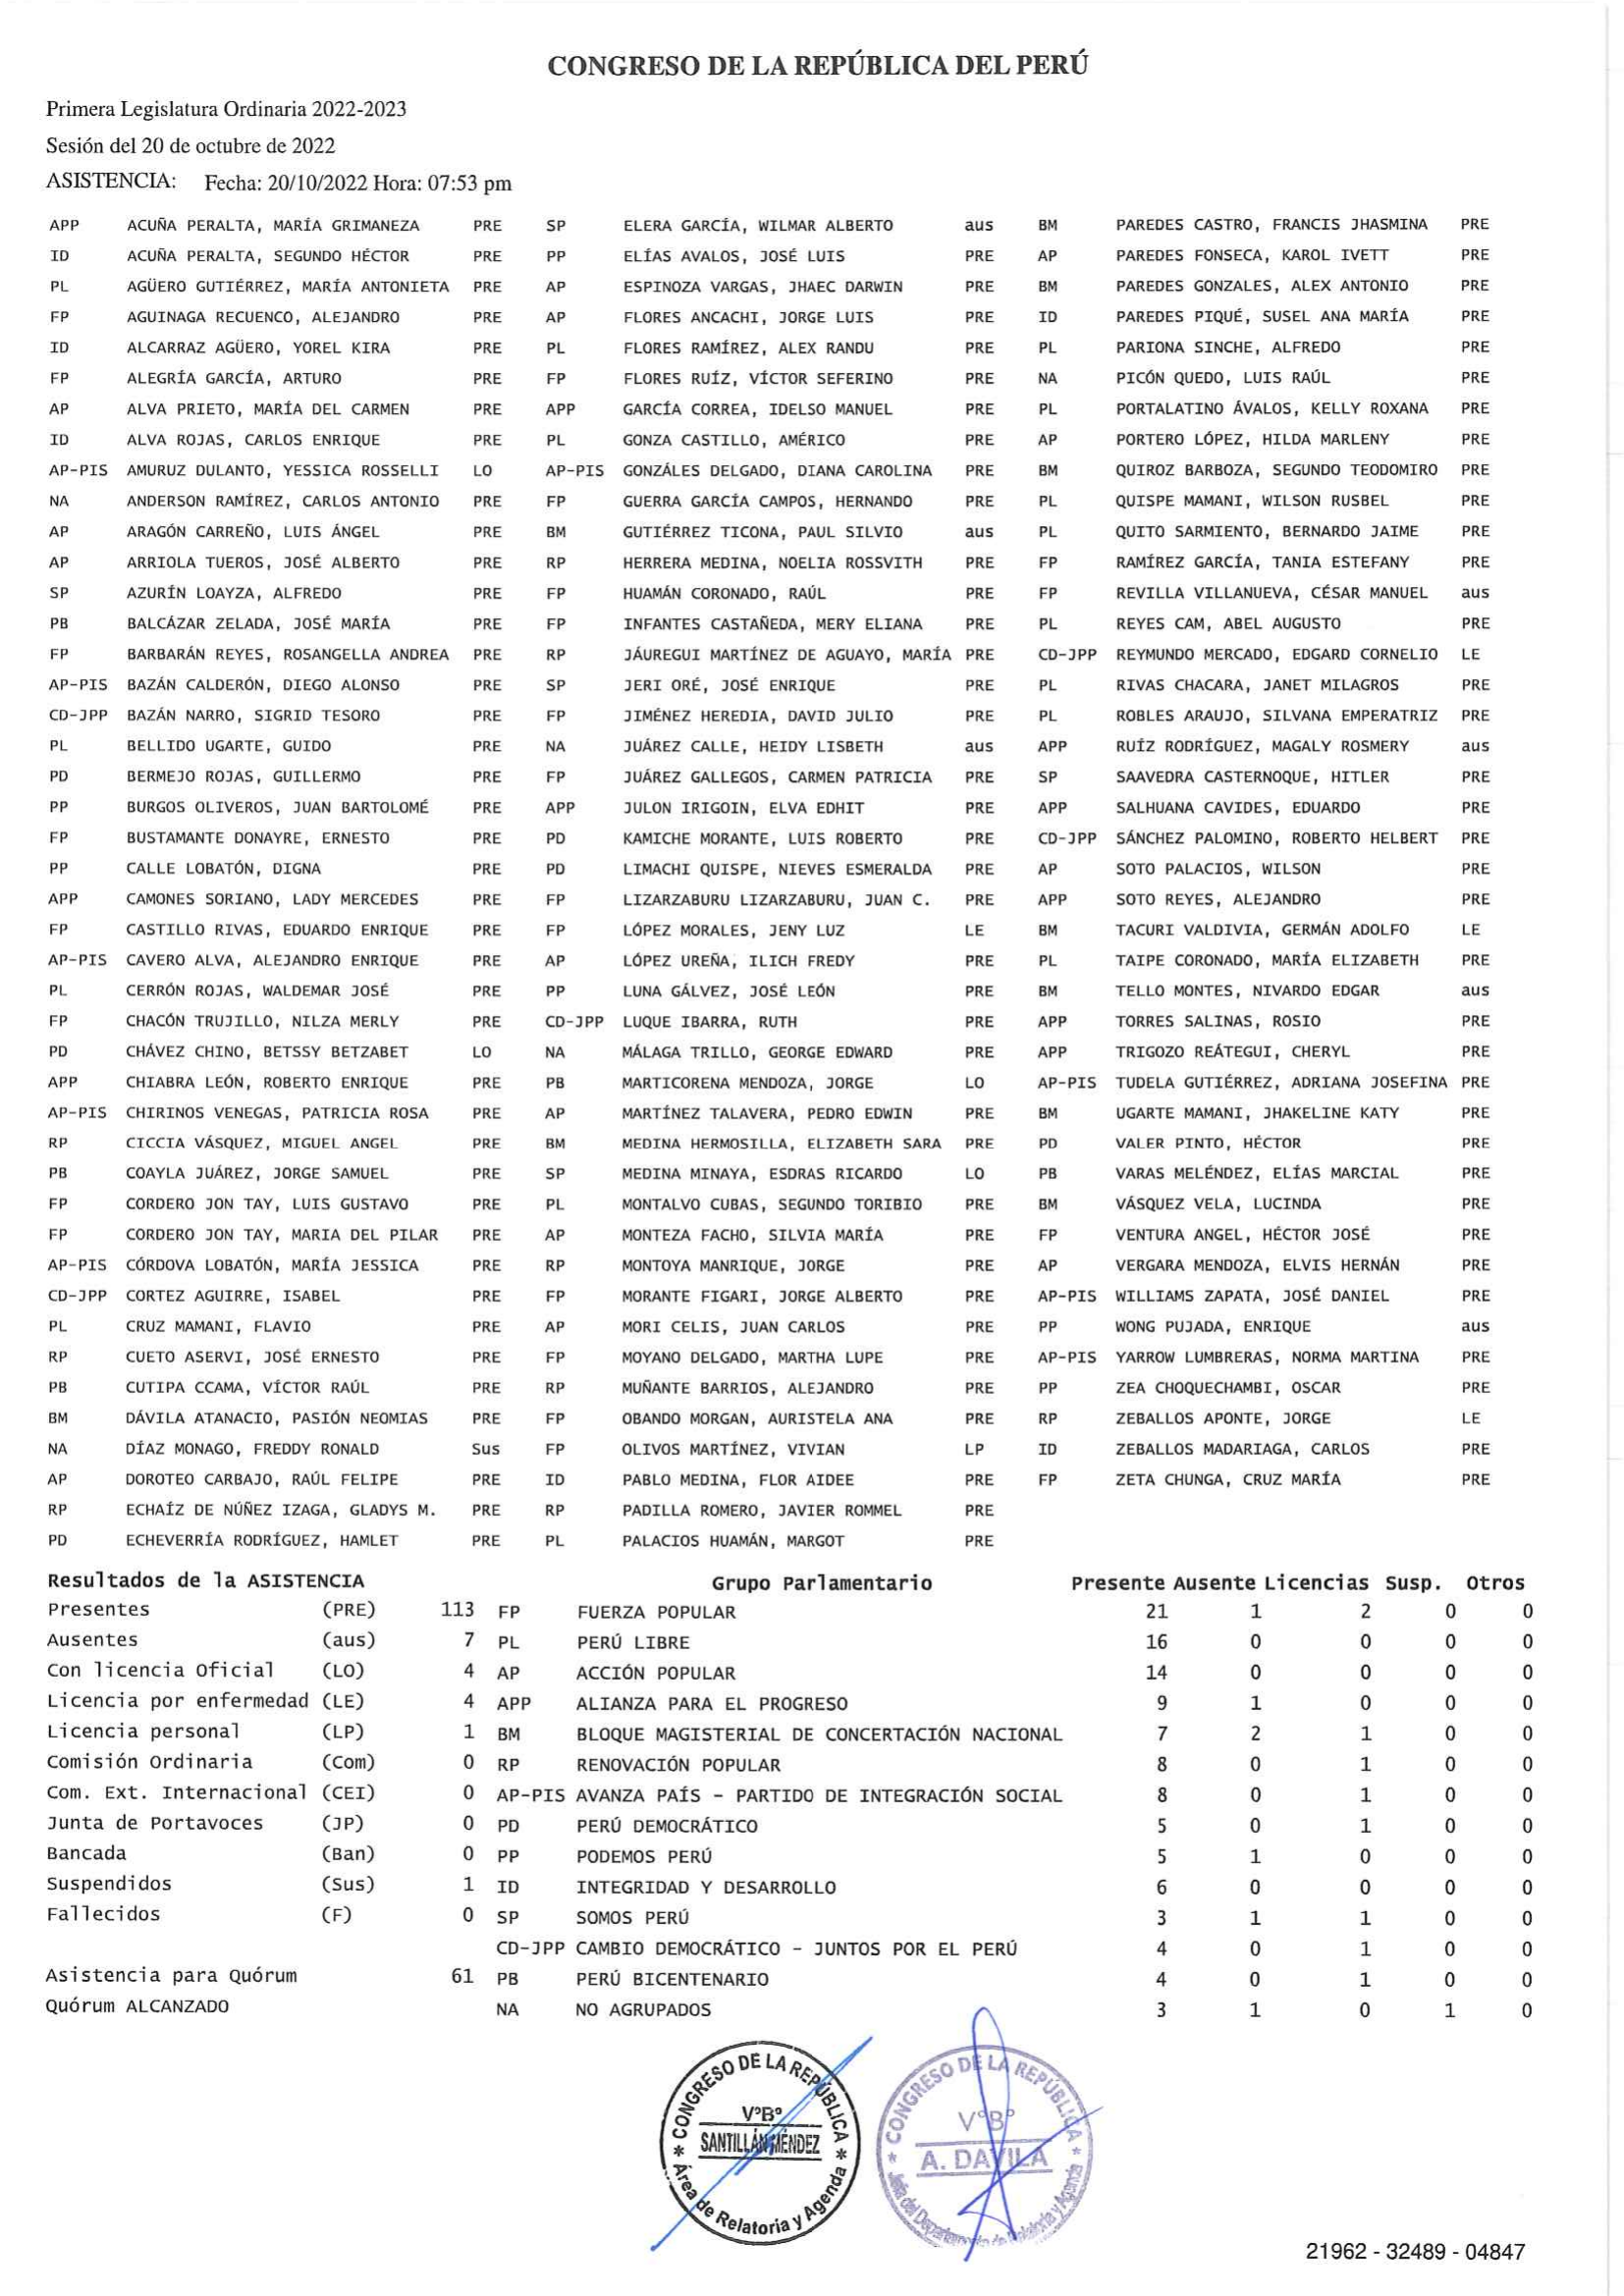 CONGRESO DE LA REPÚBLICA DEL PERÚ
Primera Legislatura Ordinaria 2022-2023
Sesión del 20 de octubre de 2022
ASISTENCIA: Fecha: 20/10/2022 Hora: 07:53 pm
APP ACUÑA PERALTA, MARÍA GRIMANEZA PRE SP ELERA GARCÍA, WILMAR ALBERTO aus BM PAREDES CASTRO, FRANCIS JHASMINA PRE
ID ACUÑA PERALTA, SEGUNDO HÉCTOR PRE PP ELÍAS AVALOS, JOSÉ LUIS PRE AP PAREDES FONSECA, KAROL IVETT PRE
PL AGÜERO GUTIÉRREZ, MARÍA ANTONIETA PRE AP ESPINOZA VARGAS, JHAEC DARWIN PRE BM PAREDES GONZALES, ALEX ANTONIO PRE
FP AGUINAGA RECUENCO, ALEJANDRO PRE AP FLORES ANCACHI, JORGE LUIS PRE ID PAREDES PIQUÉ, SUSEL ANA MARÍA PRE
ID ALCARRAZ AGÜERO, YOREL KIRA PRE PL FLORES RAMÍREZ, ALEX RANDU PRE PL PARIONA SINCHE, ALFREDO PRE
FP ALEGRÍA GARCÍA, ARTURO PRE FP FLORES RUÍZ, VÍCTOR SEFERINO PRE NA PICÓN QUEDO, LUIS RAÚL PRE
AP ALVA PRIETO, MARÍA DEL CARMEN PRE APP GARCÍA CORREA, IDELSO MANUEL PRE PL PORTALATINO ÁVALOS, KELLY ROXANA PRE
ID ALVA ROJAS, CARLOS ENRIQUE PRE PL GONZA CASTILLO, AMÉRICO PRE AP PORTERO LÓPEZ, HILDA MARLENY PRE
AP-PIS AMURUZ DULANTO, YESSICA ROSSELLI LO AP-PIS GONZÁLES DELGADO, DIANA CAROLINA PRE BM QUIROZ BARBOZA, SEGUNDO TEODOMIRO PRE
NA ANDERSON RAMÍREZ, CARLOS ANTONIO PRE FP GUERRA GARCÍA CAMPOS, HERNANDO PRE PL QUISPE MAMANI, WILSON RUSBEL PRE
AP ARAGÓN CARREÑO, LUIS ÁNGEL PRE BM GUTIÉRREZ TICONA, PAUL SILVIO aus PL QUITO SARMIENTO, BERNARDO JAIME PRE
AP ARRIOLA TUEROS, JOSÉ ALBERTO PRE RP HERRERA MEDINA, NOELIA ROSSVITH PRE FP RAMÍREZ GARCÍA, TANIA ESTEFANY PRE
SP AZURÍN LOAYZA, ALFREDO PRE FP HUAMÁN CORONADO, RAÚL PRE FP REVILLA VILLANUEVA, CÉSAR MANUEL aus
PB BALCÁZAR ZELADA, JOSÉ MARÍA PRE FP INFANTES CASTAÑEDA, MERY ELIANA PRE PL REYES CAM, ABEL AUGUSTO PRE
FP BARBARÁN REYES, ROSANGELLA ANDREA PRE RP JÁUREGUI MARTÍNEZ DE AGUAYO, MARÍA PRE CD-JPP REYMUNDO MERCADO, EDGARD CORNELIO LE
AP-PIS BAZÁN CALDERÓN, DIEGO ALONSO PRE SP JERI ORÉ, JOSÉ ENRIQUE PRE PL RIVAS CHACARA, JANET MILAGROS PRE
CD-JPP BAZÁN NARRO, SIGRID TESORO PRE FP JIMÉNEZ HEREDIA, DAVID JULIO PRE PL ROBLES ARAUJO, SILVANA EMPERATRIZ PRE
PL BELLIDO UGARTE, GUIDO PRE NA JUÁREZ CALLE, HEIDY LISBETH aus APP RUÍZ RODRÍGUEZ, MAGALY ROSMERY aus
PD BERMEJO ROJAS, GUILLERMO PRE FP JUÁREZ GALLEGOS, CARMEN PATRICIA PRE SP SAAVEDRA CASTERNOQUE, HITLER PRE
PP BURGOS OLIVEROS, JUAN BARTOLOMÉ PRE APP JULON IRIGOIN, ELVA EDHIT PRE APP SALHUANA CAVIDES, EDUARDO PRE
FP BUSTAMANTE DONAYRE, ERNESTO PRE PD KAMICHE MORANTE, LUIS ROBERTO PRE CD-JPP SÁNCHEZ PALOMINO, ROBERTO HELBERT PRE
PP CALLE LOBATÓN, DIGNA PRE PD LIMACHI QUISPE, NIEVES ESMERALDA PRE AP SOTO PALACIOS, WILSON PRE
APP CAMONES SORIANO, LADY MERCEDES PRE FP LIZARZABURU LIZARZABURU, JUAN C. PRE APP SOTO REYES, ALEJANDRO PRE
FP CASTILLO RIVAS, EDUARDO ENRIQUE PRE FP LÓPEZ MORALES, JENY LUZ LE BM TACURI VALDIVIA, GERMÁN ADOLFO LE
AP-PIS CAVERO ALVA, ALEJANDRO ENRIQUE PRE AP LÓPEZ UREÑA, ILICH FREDY PRE PL TAIPE CORONADO, MARÍA ELIZABETH PRE
PL CERRÓN ROJAS, WALDEMAR JOSÉ PRE PP LUNA GÁLVEZ, JOSÉ LEÓN PRE BM TELLO MONTES, NIVARDO EDGAR aus
FP CHACÓN TRUJILLO, NILZA MERLY PRE CD-JPP LUQUE IBARRA, RUTH PRE APP TORRES SALINAS, ROSIO PRE
PD CHÁVEZ CHINO, BETSSY BETZABET LO NA MÁLAGA TRILLO, GEORGE EDWARD PRE APP TRIGOZO REÁTEGUI, CHERYL PRE
APP CHIABRA LEÓN, ROBERTO ENRIQUE PRE PB MARTICORENA MENDOZA, JORGE LO AP-PIS TUDELA GUTIÉRREZ, ADRIANA JOSEFINA PRE
AP-PIS CHIRINOS VENEGAS, PATRICIA ROSA PRE AP MARTÍNEZ TALAVERA, PEDRO EDWIN PRE BM UGARTE MAMANI, JHAKELINE KATY PRE
RP CICCIA VÁSQUEZ, MIGUEL ANGEL PRE BM MEDINA HERMOSILLA, ELIZABETH SARA PRE PD VALER PINTO, HÉCTOR PRE
PB COAYLA JUÁREZ, JORGE SAMUEL PRE SP MEDINA MINAYA, ESDRAS RICARDO LO PB VARAS MELÉNDEZ, ELÍAS MARCIAL PRE
FP CORDERO JON TAY, LUIS GUSTAVO PRE PL MONTALVO CUBAS, SEGUNDO TORIBIO PRE BM VÁSQUEZ VELA, LUCINDA PRE
FP CORDERO JON TAY, MARIA DEL PILAR PRE AP MONTEZA FACHO, SILVIA MARÍA PRE FP VENTURA ANGEL, HÉCTOR JOSÉ PRE
AP-PIS CÓRDOVA LOBATÓN, MARÍA JESSICA PRE RP MONTOYA MANRIQUE, JORGE PRE AP VERGARA MENDOZA, ELVIS HERNÁN PRE
CD-JPP CORTEZ AGUIRRE, ISABEL PRE FP MORANTE FIGARI, JORGE ALBERTO PRE AP-PIS WILLIAMS ZAPATA, JOSÉ DANIEL PRE
PL CRUZ MAMANI, FLAVIO PRE AP MORI CELIS, JUAN CARLOS PRE PP WONG PUJADA, ENRIQUE aus
RP CUETO ASERVI, JOSÉ ERNESTO PRE FP MOYANO DELGADO, MARTHA LUPE PRE AP-PIS YARROW LUMBRERAS, NORMA MARTINA PRE
PB CUTIPA CCAMA, VÍCTOR RAÚL PRE RP MUÑANTE BARRIOS, ALEJANDRO PRE PP ZEA CHOQUECHAMBI, OSCAR PRE
BM DÁVILA ATANACIO, PASIÓN NEOMIAS PRE FP OBANDO MORGAN, AURISTELA ANA PRE RP ZEBALLOS APONTE, JORGE LE
NA DÍAZ MONAGO, FREDDY RONALD Sus FP OLIVOS MARTÍNEZ, VIVIAN LP ID ZEBALLOS MADARIAGA, CARLOS PRE
AP DOROTEO CARBAJO, RAÚL FELIPE PRE ID PABLO MEDINA, FLOR AIDEE PRE FP ZETA CHUNGA, CRUZ MARÍA PRE
RP ECHAÍZ DE NÚÑEZ IZAGA, GLADYS M. PRE RP PADILLA ROMERO, JAVIER ROMMEL PRE
PD ECHEVERRÍA RODRÍGUEZ, HAMLET PRE PL PALACIOS HUAMÁN, MARGOT PRE
Resultados de la ASISTENCIA Grupo Parlamentario Presente Ausente Licencias Susp. Otros
Presentes (PRE) 113 FP FUERZA POPULAR 21 1 2 0 0
Ausentes (aus) 7 PL PERÚ LIBRE 16 0 0 0 0
Con licencia Oficial (LO) 4 AP ACCIÓN POPULAR 14 0 0 0 0
Licencia por enfermedad (LE) 4 APP ALIANZA PARA EL PROGRESO 9 1 0 0 0
Licencia personal (LP) 1 BM BLOQUE MAGISTERIAL DE CONCERTACIÓN NACIONAL 7 2 1 0 0
Comisión Ordinaria (Com) 0 RP RENOVACIÓN POPULAR 8 0 1 0 0
Com. Ext. Internacional (CEI) 0 AP-PIS AVANZA PAÍS - PARTIDO DE INTEGRACIÓN SOCIAL 8 0 1 0 0
Junta de Portavoces (JP) 0 PD PERÚ DEMOCRÁTICO 5 0 1 0 0
Bancada (Ban) 0 PP PODEMOS PERÚ 5 1 0 0 0
Suspendidos (Sus) 1 ID INTEGRIDAD Y DESARROLLO 6 0 0 0 0
Fallecidos (F) 0 SP SOMOS PERÚ 3 1 1 0 0
CD-JPP CAMBIO DEMOCRÁTICO - JUNTOS POR EL PERÚ 4 0 1 0 0
Asistencia para Quórum 61 PB PERÚ BICENTENARIO 4 0 1 0 0
Quórum ALCANZADO NA NO AGRUPADOS 3 1 0 1 0
* CONGRESO DE LA REPÚBLICA *
V°B°
SANTILLÁN MÉNDEZ
Área de Relatoria y Agenda
* CONGRESO DE LA REPÚBLICA *
V°B°
A. DAVILA
Jefa del Departamento de Relatoría y Agenda
21962 - 32489 - 04847